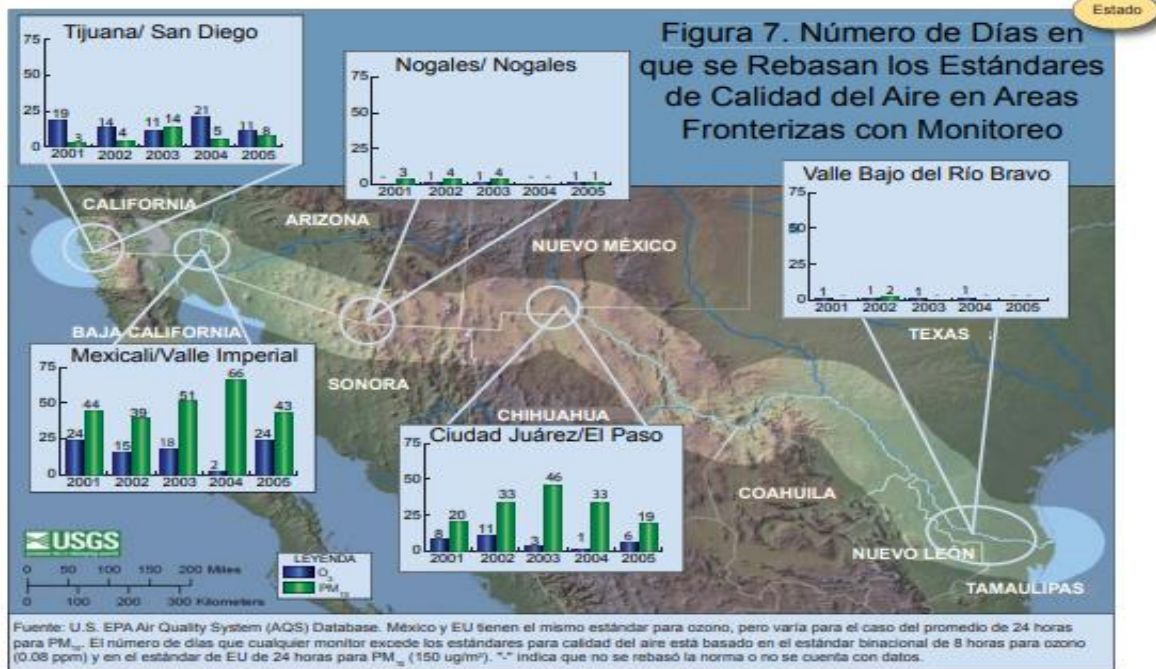 Estado
Figura 7. Número de Días en
que se Rebasan los Estándares
de Calidad del Aire en Areas
Fronterizas con Monitoreo
Tijuana/ San Diego
75
50
25
0
19 3 14 4 11 14 21 5 11 8
2001 2002 2003 2004 2005
Nogales/ Nogales
75
50
25
0
- 3 1 4 1 4 - - 1 1
2001 2002 2003 2004 2005
Valle Bajo del Río Bravo
75
50
25
0
1 - 1 2 1 - 1 - - -
2001 2002 2003 2004 2005
CALIFORNIA
ARIZONA
NUEVO MÉXICO
TEXAS
BAJA CALIFORNIA
SONORA
CHIHUAHUA
COAHUILA
NUEVO LEÓN
TAMAULIPAS
Mexicali/Valle Imperial
75
50
25
0
24 44 15 39 18 51 2 66 24 43
2001 2002 2003 2004 2005
Ciudad Juárez/El Paso
75
50
25
0
8 20 11 33 3 46 1 33 6 19
2001 2002 2003 2004 2005
USGS
0 50 100 150 200 Miles
0 100 200 300 Kilometers
LEYENDA
O₃
PM₁₀
Fuente: U.S. EPA Air Quality System (AQS) Database. México y EU tienen el mismo estándar para ozono, pero varía para el caso del promedio de 24 horas
para PM₁₀. El número de días que cualquier monitor excede los estándares para calidad del aire está basado en el estándar binacional de 8 horas para ozono
(0.08 ppm) y en el estándar de EU de 24 horas para PM₁₀ (150 ug/m³). "-" indica que no se rebasó la norma o no se cuenta con datos.